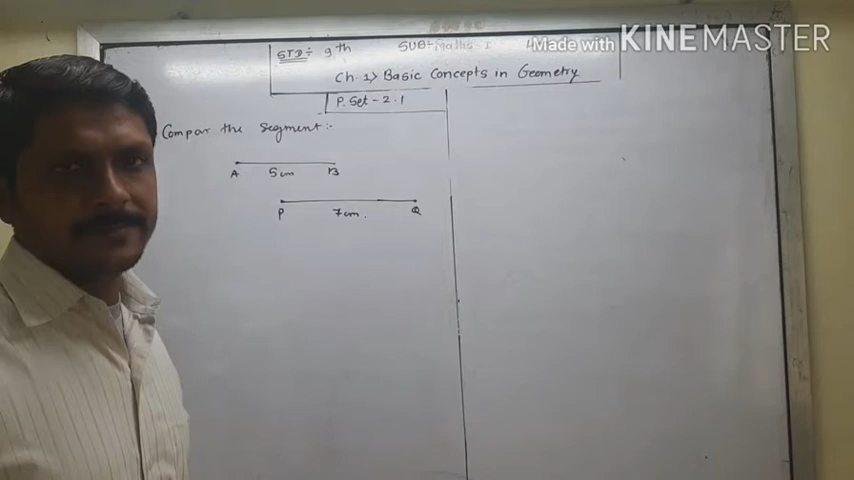 STD:- 9th SUB- Maths-I
Made with KINEMASTER
Ch 1> Basic Concepts in Geometry
P. Set - 2.1
Compar the segment :-
A 5cm B
P 7cm. Q